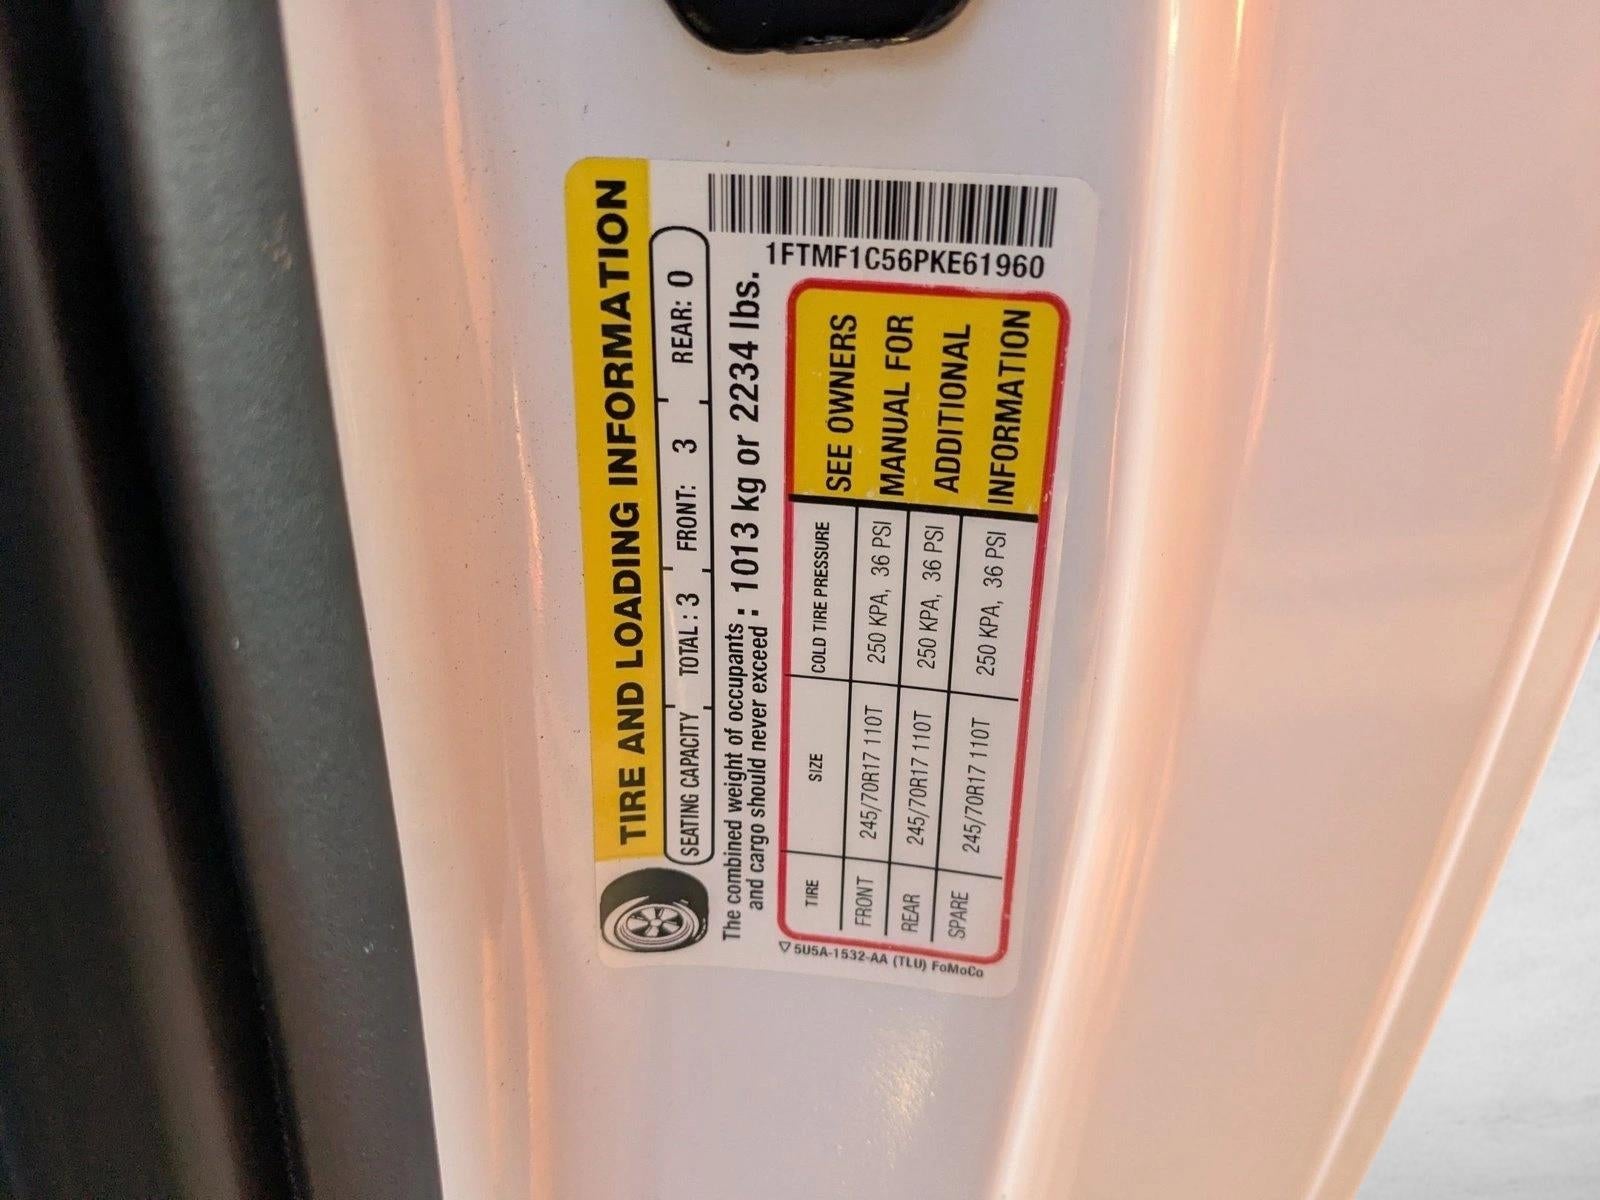 TIRE AND LOADING INFORMATION
SEATING CAPACITY TOTAL : 3 FRONT: 3 REAR: 0
The combined weight of occupants
and cargo should never exceed : 1013 kg or 2234 lbs.
1FTMF1C56PKE61960
TIRE SIZE COLD TIRE PRESSURE
FRONT 245/70R17 110T 250 KPA, 36 PSI
REAR 245/70R17 110T 250 KPA, 36 PSI
SPARE 245/70R17 110T 250 KPA, 36 PSI
SEE OWNERS
MANUAL FOR
ADDITIONAL
INFORMATION
5U5A-1532-AA (TLU) FoMoCo